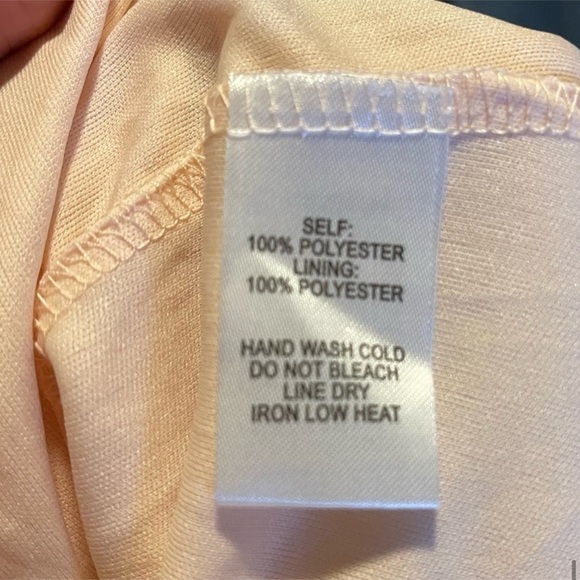 SELF:
100% POLYESTER
LINING:
100% POLYESTER
HAND WASH COLD
DO NOT BLEACH
LINE DRY
IRON LOW HEAT